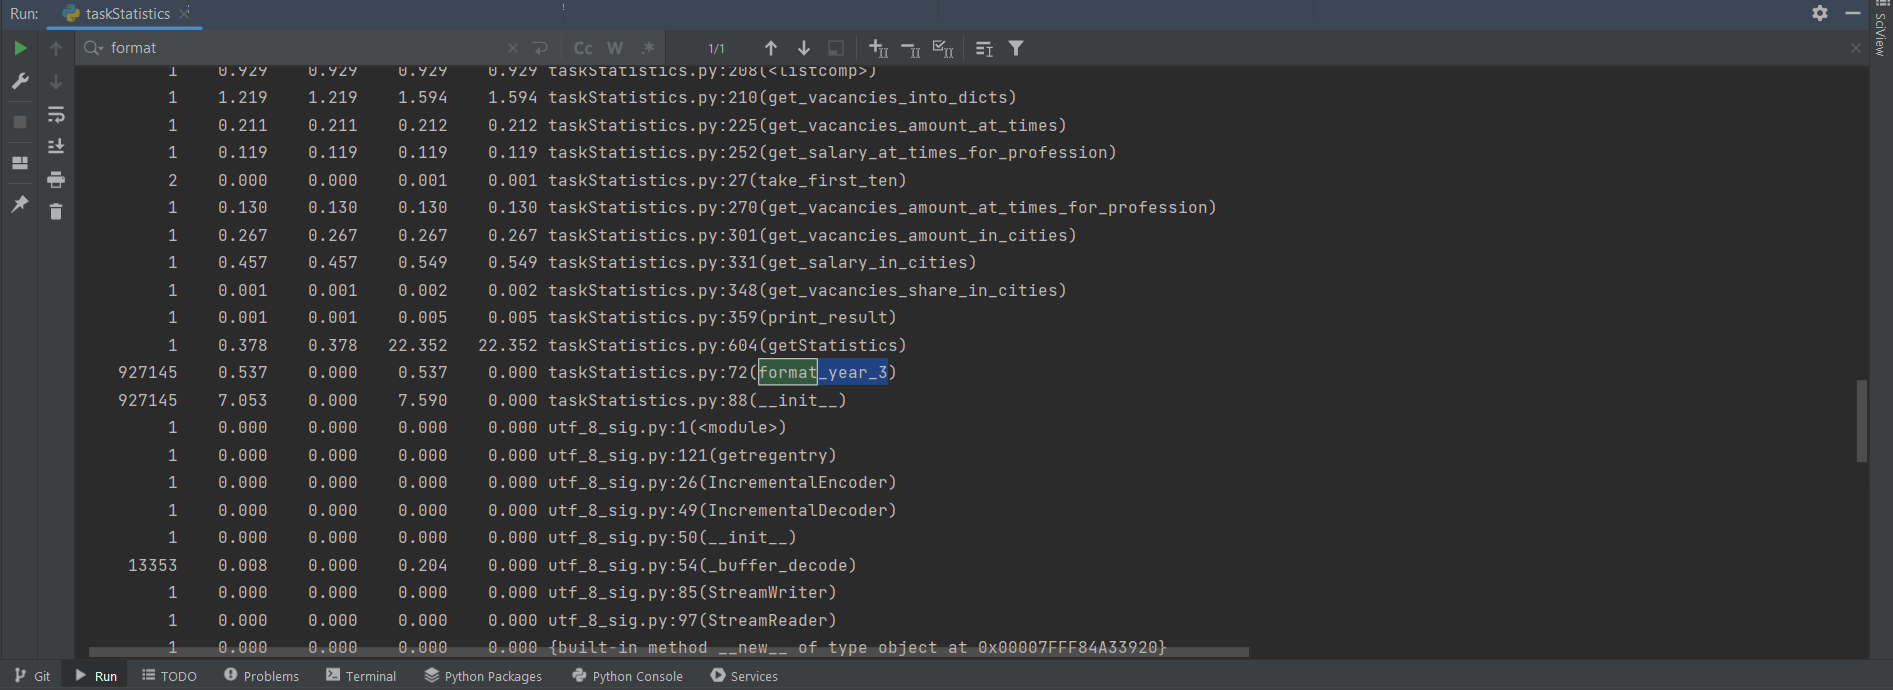 Run: taskStatistics
format Cc W .* 1/1
SciView
1 0.929 0.929 0.929 0.929 taskStatistics.py:208(<listcomp>)
1 1.219 1.219 1.594 1.594 taskStatistics.py:210(get_vacancies_into_dicts)
1 0.211 0.211 0.212 0.212 taskStatistics.py:225(get_vacancies_amount_at_times)
1 0.119 0.119 0.119 0.119 taskStatistics.py:252(get_salary_at_times_for_profession)
2 0.000 0.000 0.001 0.001 taskStatistics.py:27(take_first_ten)
1 0.130 0.130 0.130 0.130 taskStatistics.py:270(get_vacancies_amount_at_times_for_profession)
1 0.267 0.267 0.267 0.267 taskStatistics.py:301(get_vacancies_amount_in_cities)
1 0.457 0.457 0.549 0.549 taskStatistics.py:331(get_salary_in_cities)
1 0.001 0.001 0.002 0.002 taskStatistics.py:348(get_vacancies_share_in_cities)
1 0.001 0.001 0.005 0.005 taskStatistics.py:359(print_result)
1 0.378 0.378 22.352 22.352 taskStatistics.py:604(getStatistics)
927145 0.537 0.000 0.537 0.000 taskStatistics.py:72(format_year_3)
927145 7.053 0.000 7.590 0.000 taskStatistics.py:88(__init__)
1 0.000 0.000 0.000 0.000 utf_8_sig.py:1(<module>)
1 0.000 0.000 0.000 0.000 utf_8_sig.py:121(getregentry)
1 0.000 0.000 0.000 0.000 utf_8_sig.py:26(IncrementalEncoder)
1 0.000 0.000 0.000 0.000 utf_8_sig.py:49(IncrementalDecoder)
1 0.000 0.000 0.000 0.000 utf_8_sig.py:50(__init__)
13353 0.008 0.000 0.204 0.000 utf_8_sig.py:54(_buffer_decode)
1 0.000 0.000 0.000 0.000 utf_8_sig.py:85(StreamWriter)
1 0.000 0.000 0.000 0.000 utf_8_sig.py:97(StreamReader)
1 0.000 0.000 0.000 0.000 {built-in method __new__ of type object at 0x00007FFF84A33920}
Git Run TODO Problems Terminal Python Packages Python Console Services